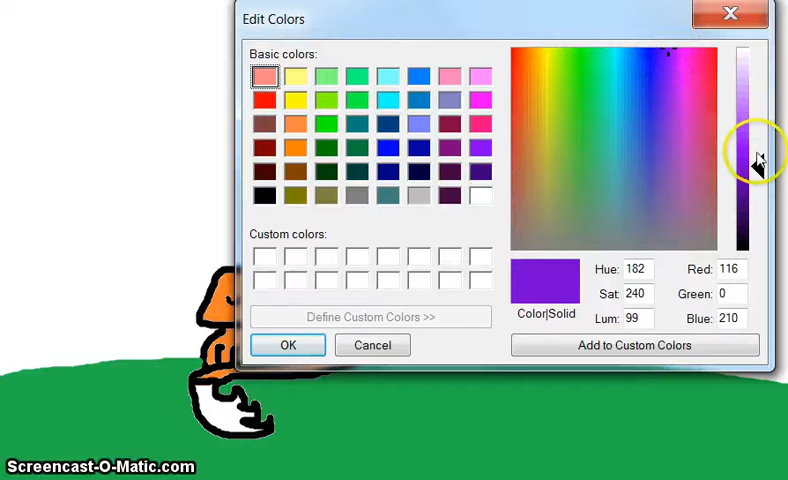 Edit Colors
Basic colors:
Custom colors:
Define Custom Colors >>
OK
Cancel
Color|Solid
Hue: 182
Sat: 240
Lum: 99
Red: 116
Green: 0
Blue: 210
Add to Custom Colors
Screencast-O-Matic.com